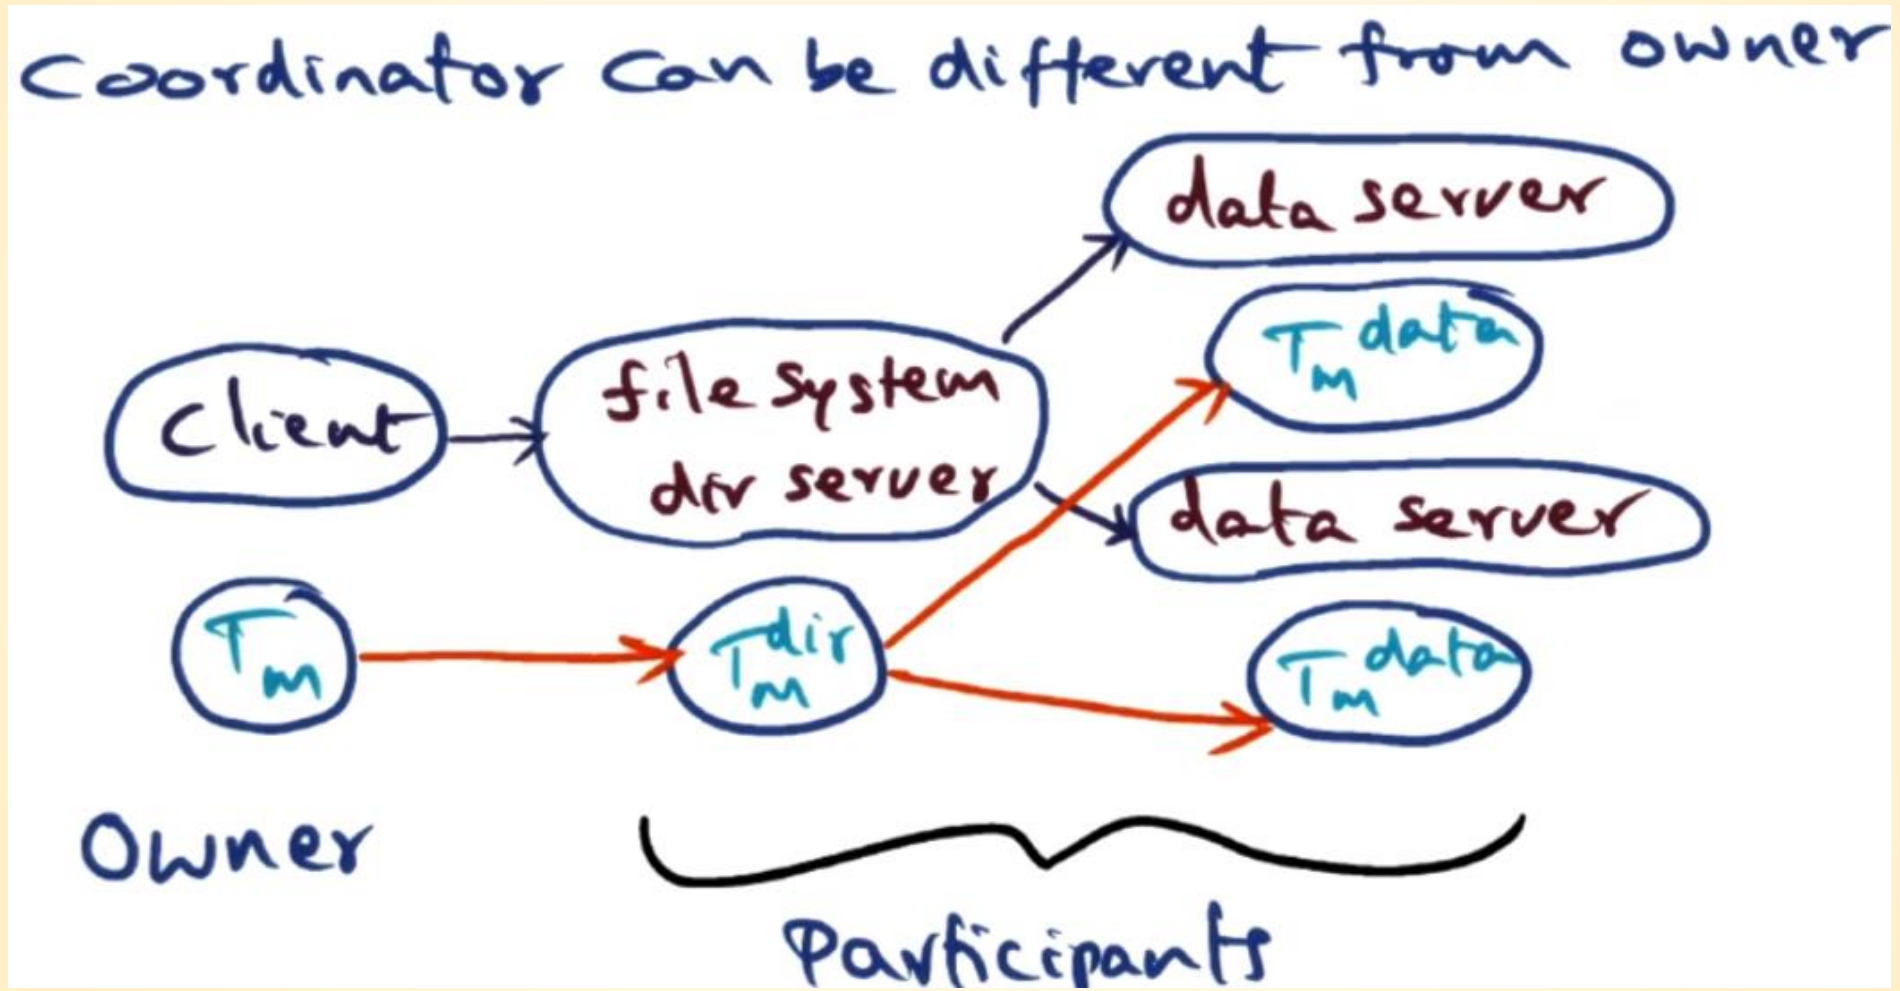 Coordinator can be different from owner
data server
Tm data
client
file system
dir server
data server
Tm
Tm dir
Tm data
Owner
Participants